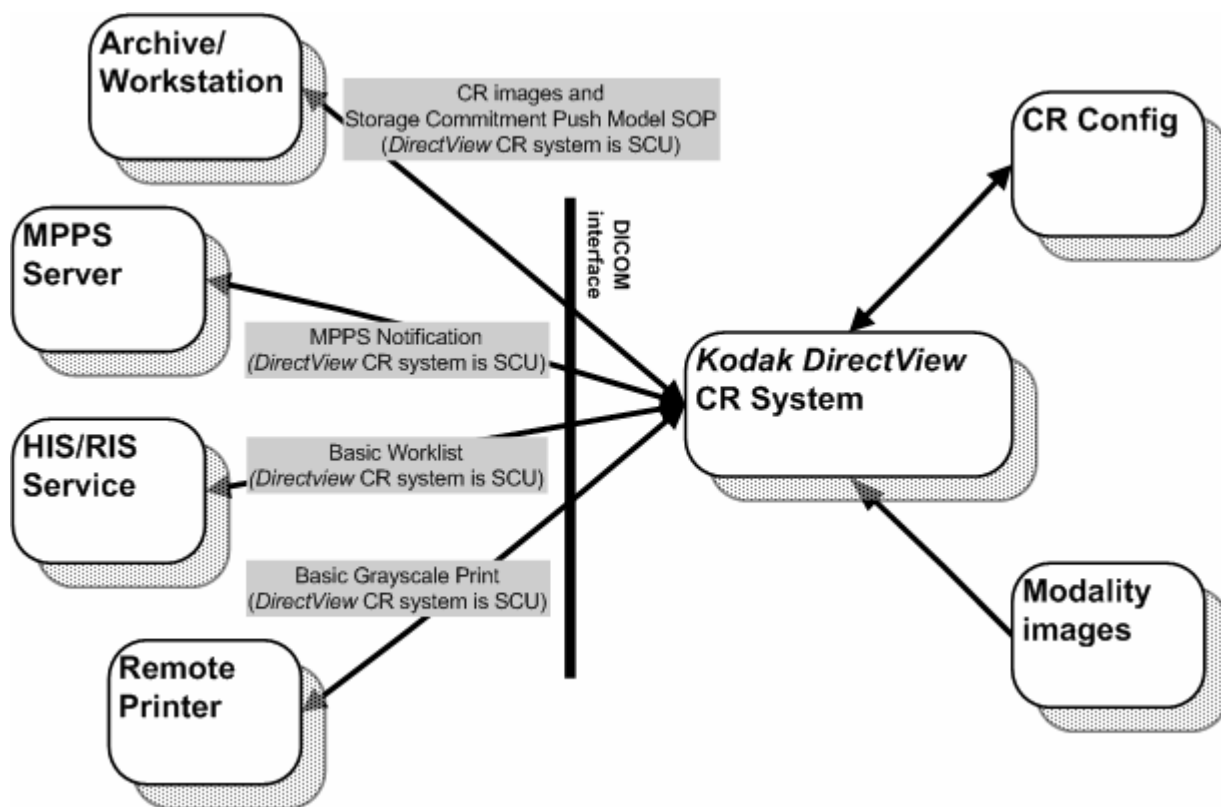 Archive/
Workstation
CR images and
Storage Commitment Push Model SOP
(DirectView CR system is SCU)
CR Config
MPPS
Server
DICOM
interface
MPPS Notification
(DirectView CR system is SCU)
Kodak DirectView
CR System
HIS/RIS
Service
Basic Worklist
(Directview CR system is SCU)
Basic Grayscale Print
(DirectView CR system is SCU)
Modality
images
Remote
Printer